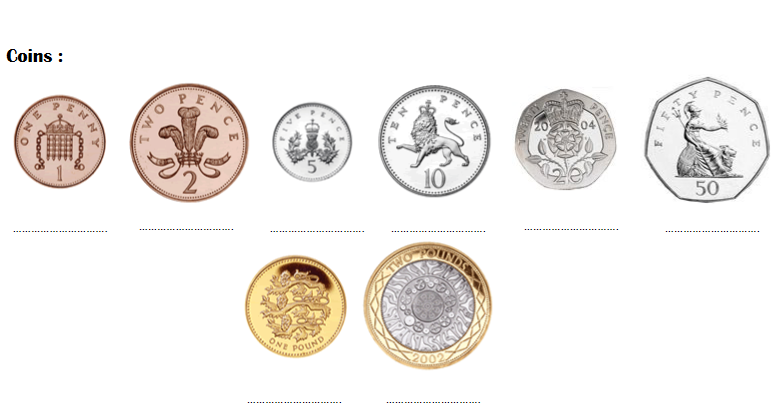 Coins :
ONE PENNY
1
TWO PENCE
2
FIVE PENCE
5
TEN PENCE
10
TWENTY PENCE
2004
20
FIFTY PENCE
50
................................
................................
................................
................................
................................
................................
ONE POUND
TWO POUNDS
2002
................................
................................